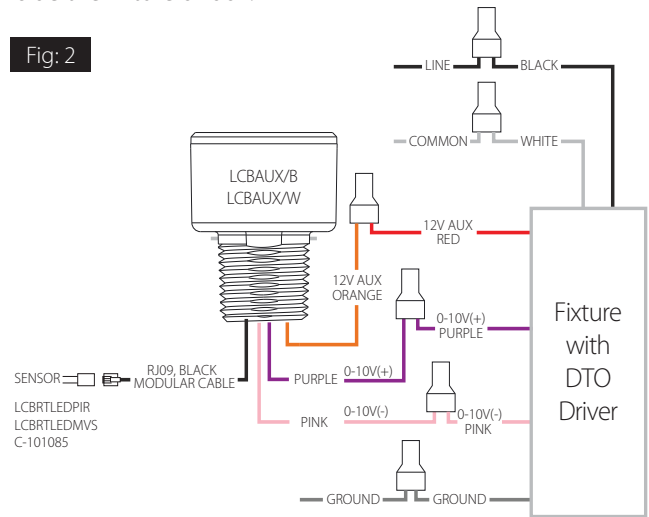 Fig: 2
LINE
BLACK
COMMON
WHITE
LCBAUX/B
LCBAUX/W
12V AUX
RED
12V AUX
ORANGE
0-10V(+)
PURPLE
Fixture
with
DTO
Driver
SENSOR
RJ09, BLACK
MODULAR CABLE
PURPLE
0-10V(+)
LCBRTLEDPIR
LCBRTLEDMVS
C-101085
PINK
0-10V(-)
0-10V(-)
PINK
GROUND
GROUND